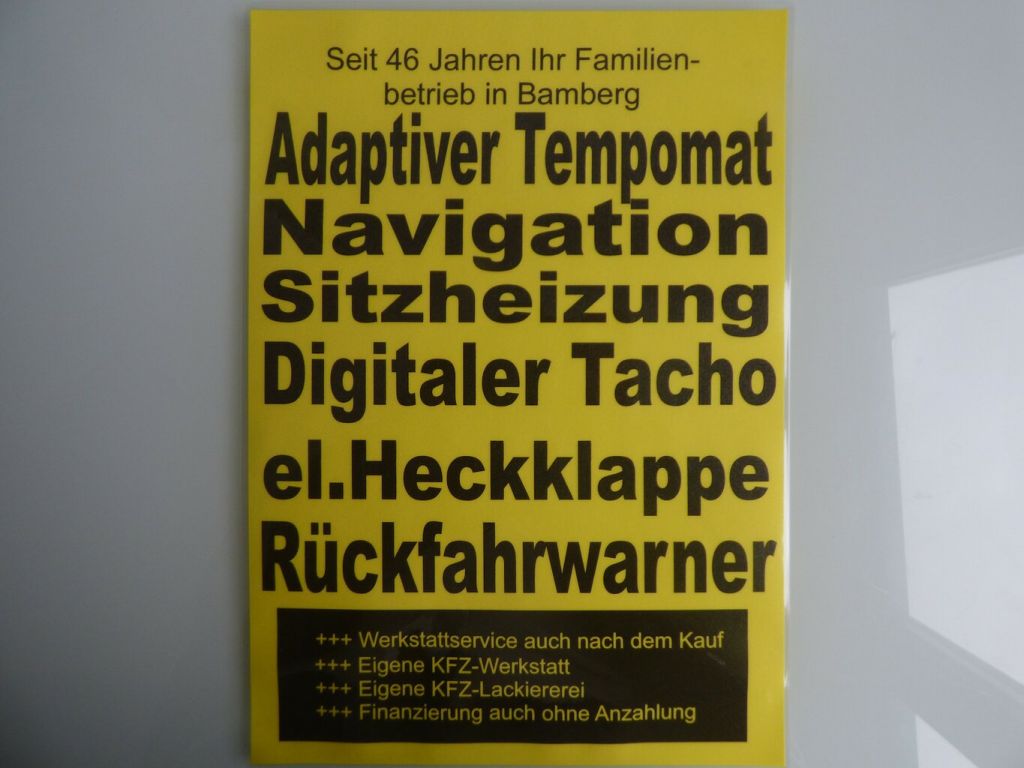 Seit 46 Jahren Ihr Familien-
betrieb in Bamberg
Adaptiver Tempomat
Navigation
Sitzheizung
Digitaler Tacho
el.Heckklappe
Rückfahrwarner
+++ Werkstattservice auch nach dem Kauf
+++ Eigene KFZ-Werkstatt
+++ Eigene KFZ-Lackiererei
+++ Finanzierung auch ohne Anzahlung